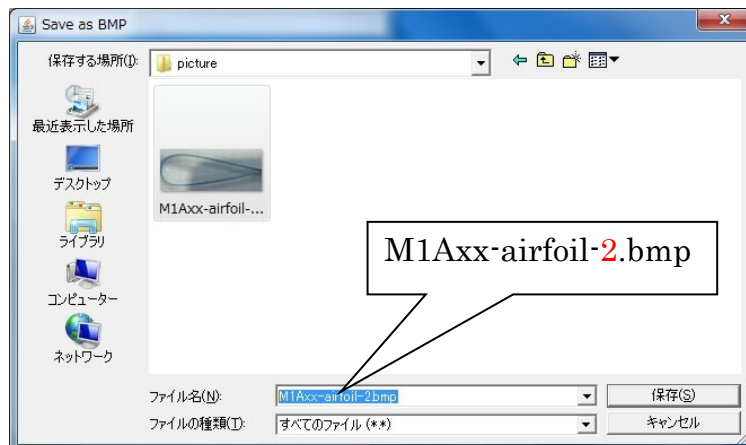 Save as BMP
保存する場所(I):
picture
最近表示した場所
デスクトップ
ライブラリ
コンピューター
ネットワーク
M1Axx-airfoil-...
M1Axx-airfoil-2.bmp
ファイル名(N):
M1Axx-airfoil-2.bmp
保存(S)
ファイルの種類(T):
すべてのファイル (*.*)
キャンセル